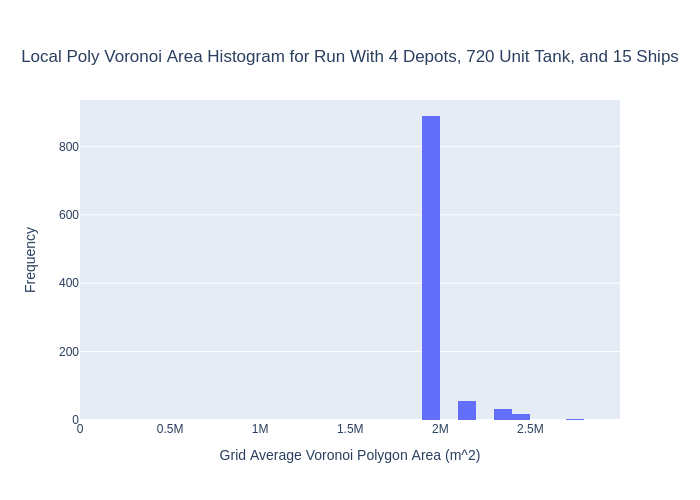 Local Poly Voronoi Area Histogram for Run With 4 Depots, 720 Unit Tank, and 15 Ships
800
600
400
200
0
Frequency
0 0.5M 1M 1.5M 2M 2.5M
Grid Average Voronoi Polygon Area (m^2)